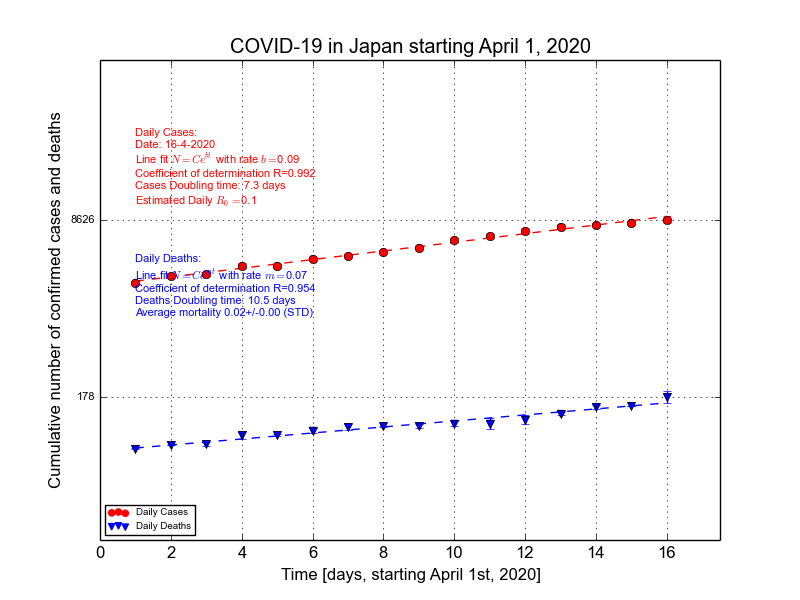 COVID-19 in Japan starting April 1, 2020
Cumulative number of confirmed cases and deaths
Daily Cases:
Date: 16-4-2020
Line fit N = Ce^{bt} with rate b =0.09
Coefficient of determination R=0.992
Cases Doubling time: 7.3 days
Estimated Daily R_0 =0.1
8626
Daily Deaths:
Line fit N = Ce^{mt} with rate m =0.07
Coefficient of determination R=0.954
Deaths Doubling time: 10.5 days
Average mortality 0.02+/-0.00 (STD)
178
Daily Cases
Daily Deaths
0 2 4 6 8 10 12 14 16
Time [days, starting April 1st, 2020]